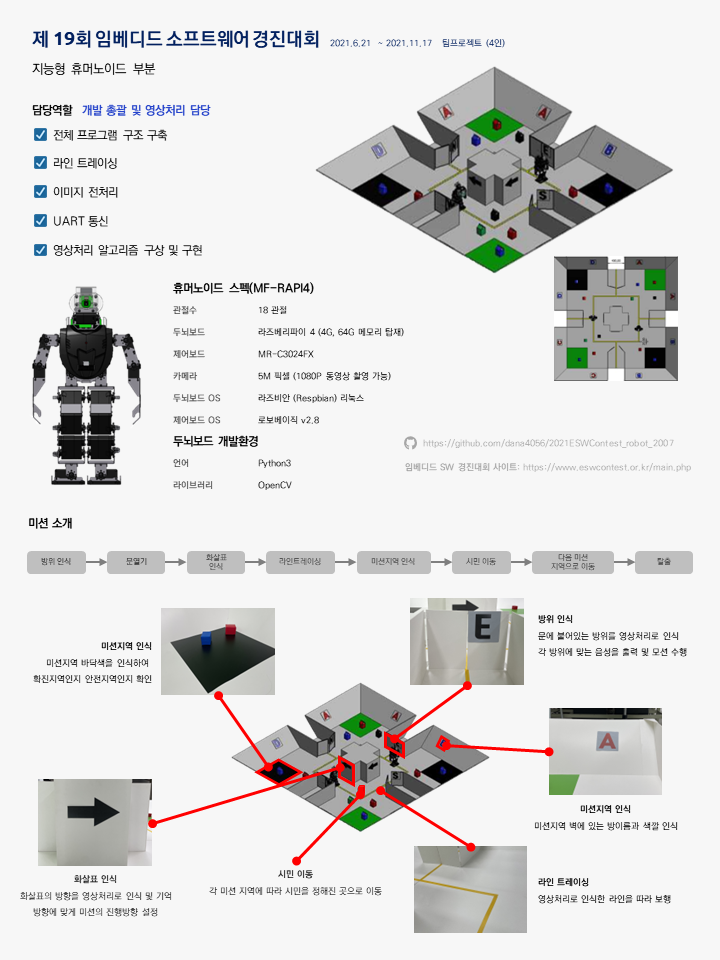 제 19회 임베디드 소프트웨어 경진대회 2021.6.21 ~ 2021.11.17 팀프로젝트 (4인)
지능형 휴머노이드 부분
담당역할 개발 총괄 및 영상처리 담당
전체 프로그램 구조 구축
라인 트레이싱
이미지 전처리
UART 통신
영상처리 알고리즘 구상 및 구현
A
A
D
B
S
휴머노이드 스펙(MF-RAPI4)
관절수 18 관절
두뇌보드 라즈베리파이 4 (4G, 64G 메모리 탑재)
제어보드 MR-C3024FX
카메라 5M 픽셀 (1080P 동영상 촬영 가능)
두뇌보드 OS 라즈비안 (Respbian) 리눅스
제어보드 OS 로보베이직 v2.8
두뇌보드 개발환경
언어 Python3
라이브러리 OpenCV
https://github.com/dana4056/2021ESWContest_robot_2007
임베디드 SW 경진대회 사이트: https://www.eswcontest.or.kr/main.php
미션 소개
방위 인식
문열기
화살표
인식
라인트레이싱
미션지역 인식
시민 이동
다음 미션
지역으로 이동
탈출
미션지역 인식
미션지역 바닥색을 인식하여
확진지역인지 안전지역인지 확인
E
방위 인식
문에 붙어있는 방위를 영상처리로 인식
각 방위에 맞는 음성을 출력 및 모션 수행
A
A
D
S
A
미션지역 인식
미션지역 벽에 있는 방이름과 색깔 인식
화살표 인식
화살표의 방향을 영상처리로 인식 및 기억
방향에 맞게 미션의 진행방향 설정
시민 이동
각 미션 지역에 따라 시민을 정해진 곳으로 이동
라인 트레이싱
영상처리로 인식한 라인을 따라 보행